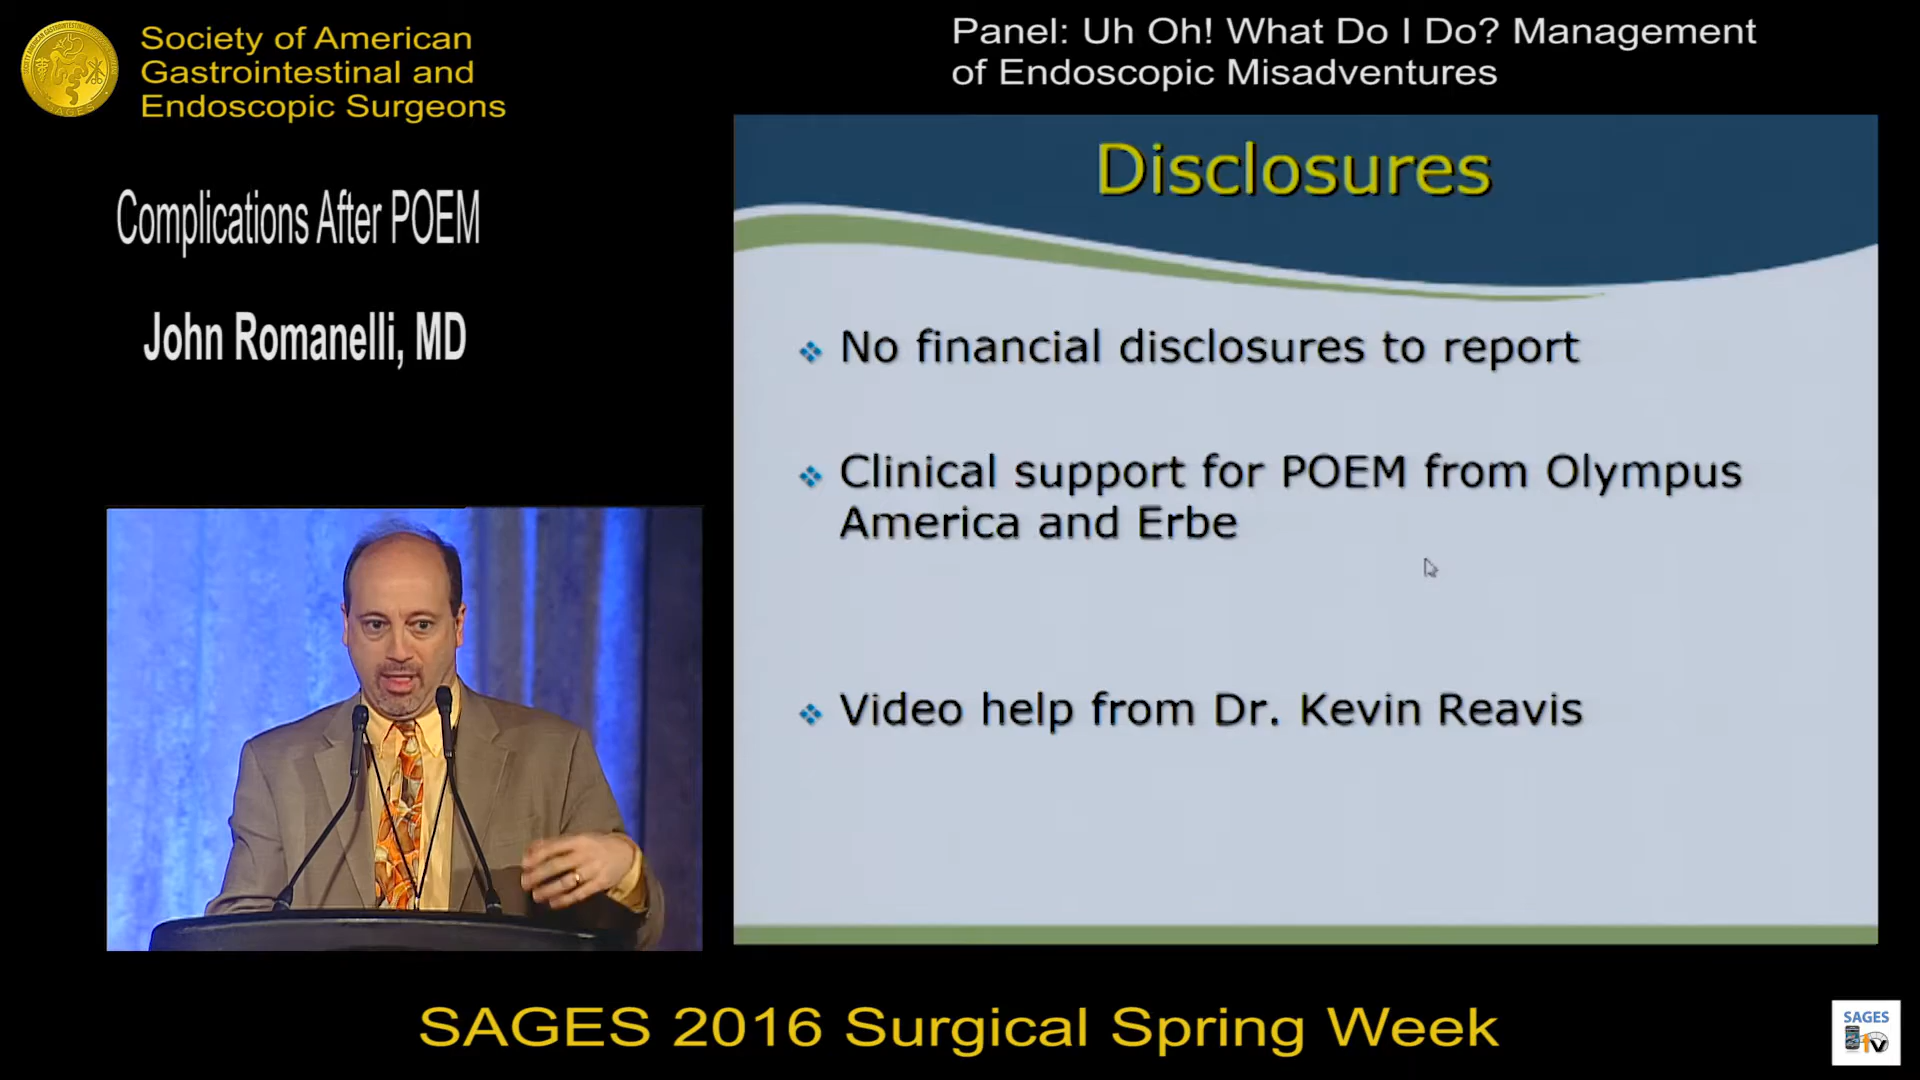 Society of American
Gastrointestinal and
Endoscopic Surgeons
Panel: Uh Oh! What Do I Do? Management
of Endoscopic Misadventures
Complications After POEM
John Romanelli, MD
Disclosures
No financial disclosures to report
Clinical support for POEM from Olympus
America and Erbe
Video help from Dr. Kevin Reavis
SAGES 2016 Surgical Spring Week
SAGES
TV